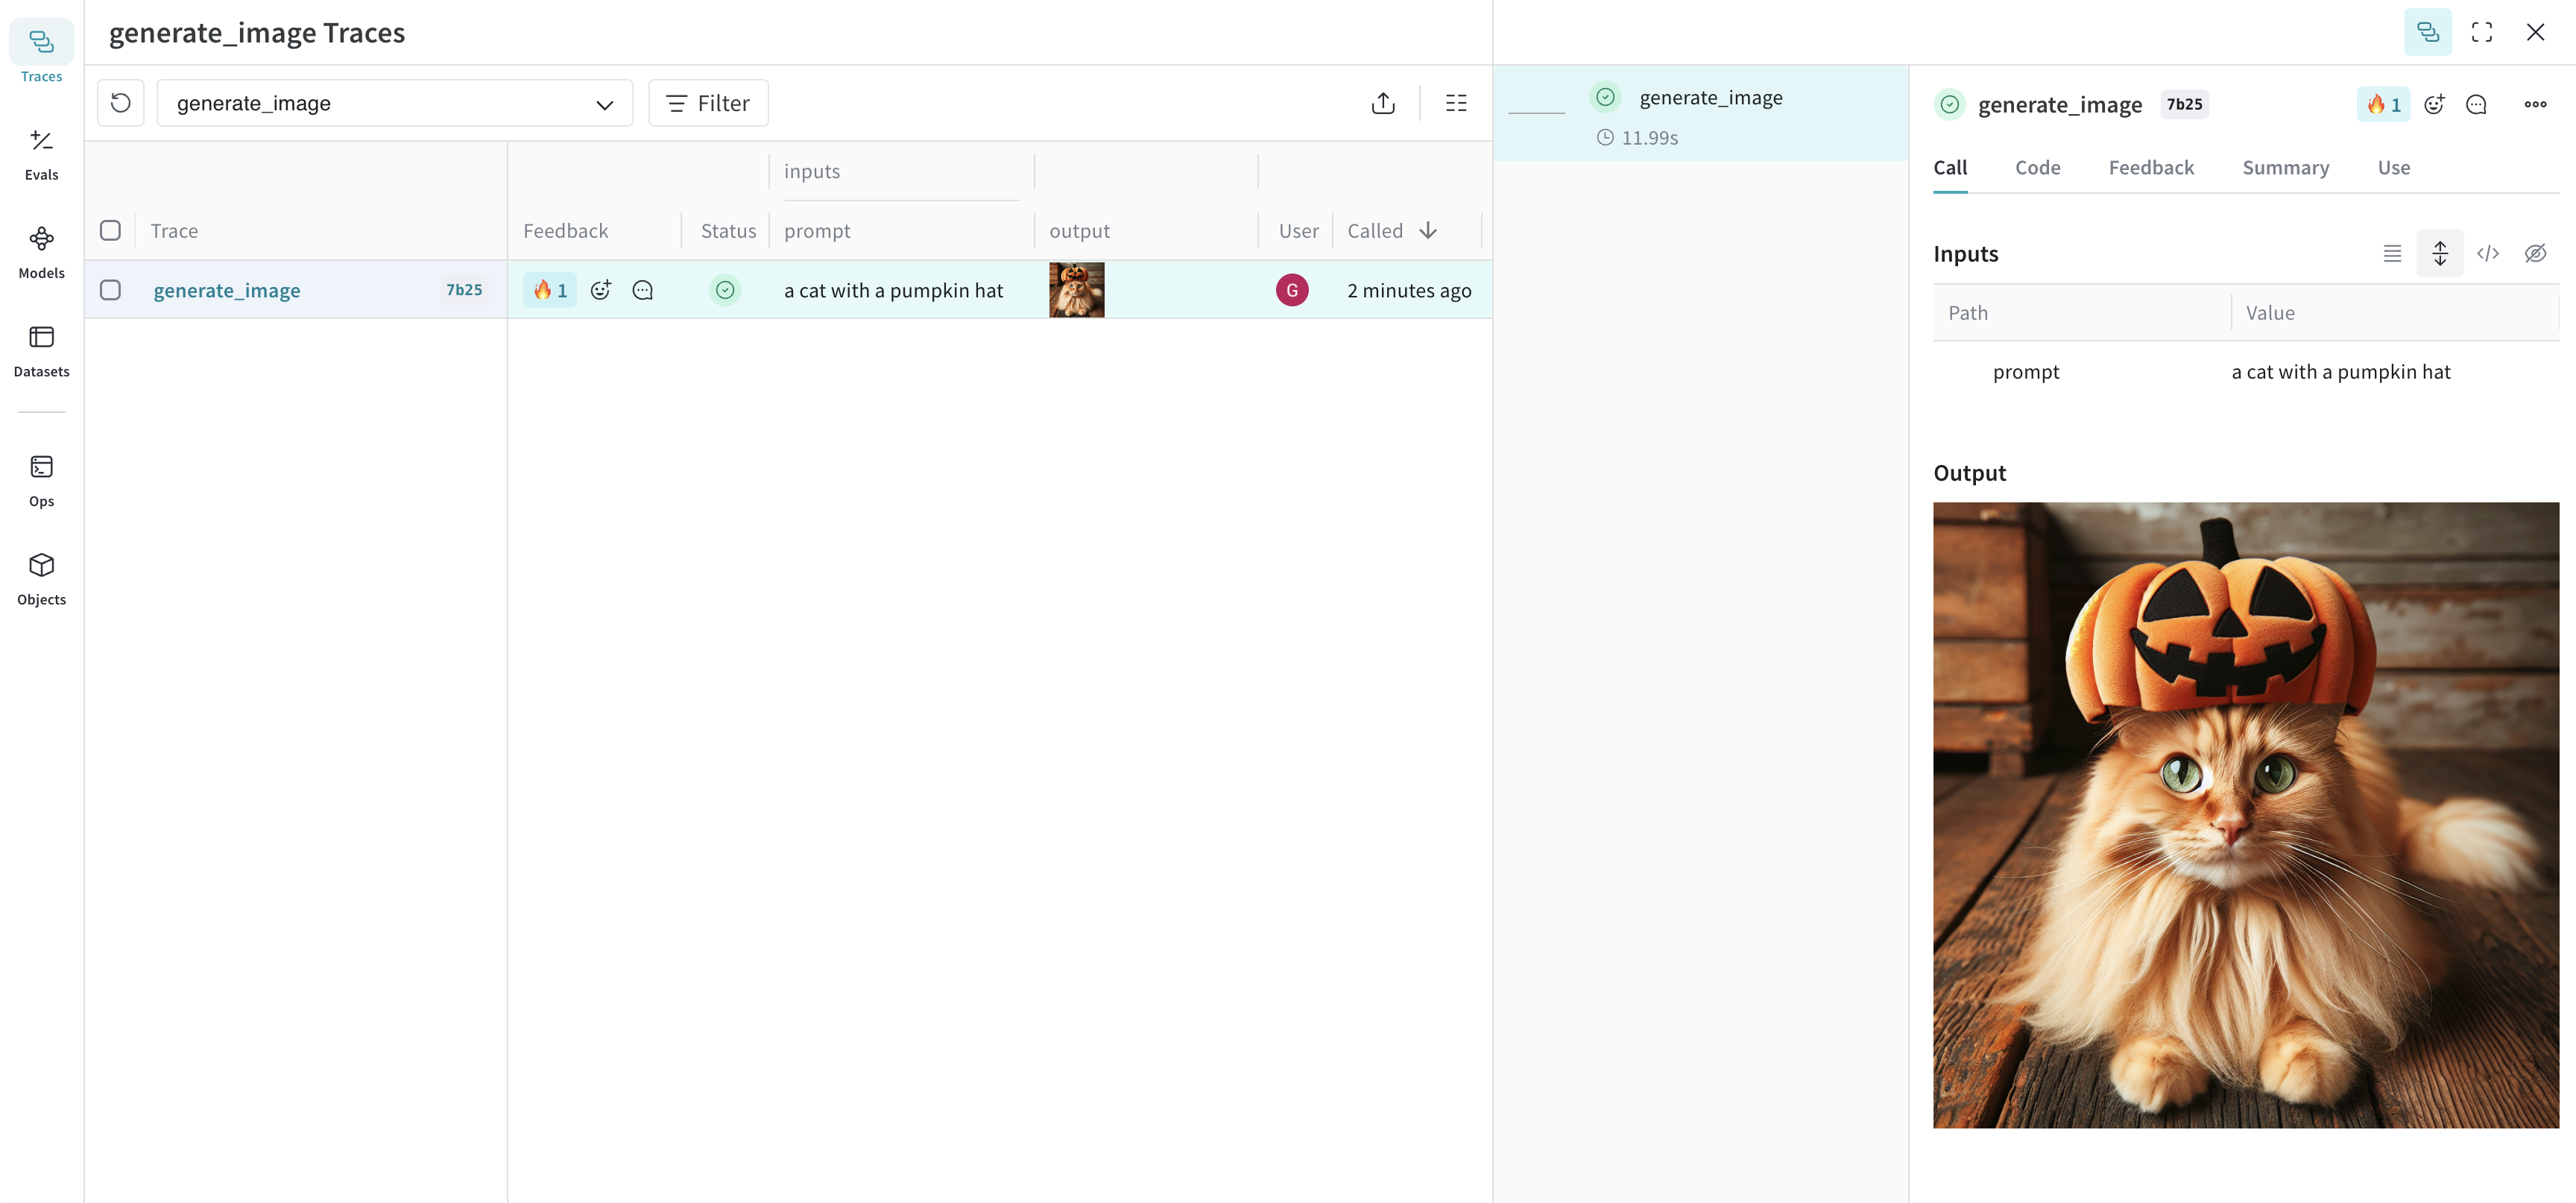 generate_image Traces
Traces
Evals
Models
Datasets
Ops
Objects
generate_image
Filter
inputs
Trace
Feedback
Status
prompt
output
User
Called
generate_image
7b25
🔥 1
a cat with a pumpkin hat
G
2 minutes ago
generate_image
11.99s
generate_image
7b25
🔥 1
Call
Code
Feedback
Summary
Use
Inputs
Path
Value
prompt
a cat with a pumpkin hat
Output